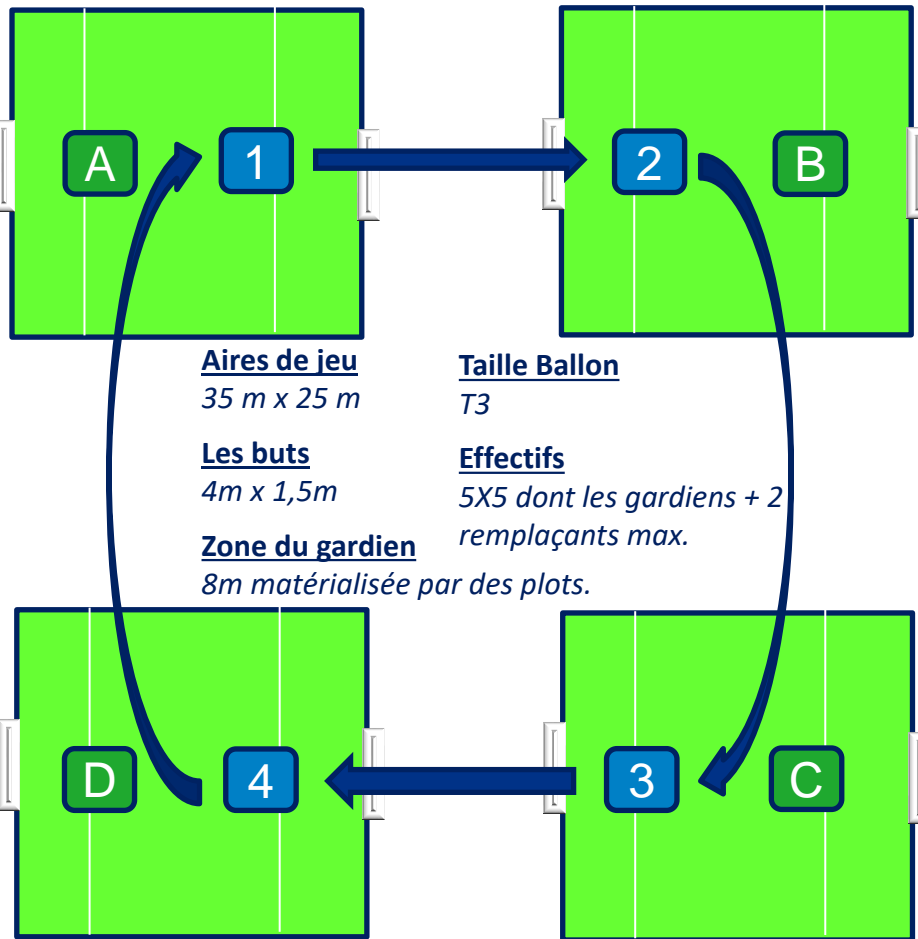 A
1
2
B
Aires de jeu
35 m x 25 m
Les buts
4m x 1,5m
Zone du gardien
8m matérialisée par des plots.
Taille Ballon
T3
Effectifs
5X5 dont les gardiens + 2
remplaçants max.
D
4
3
C